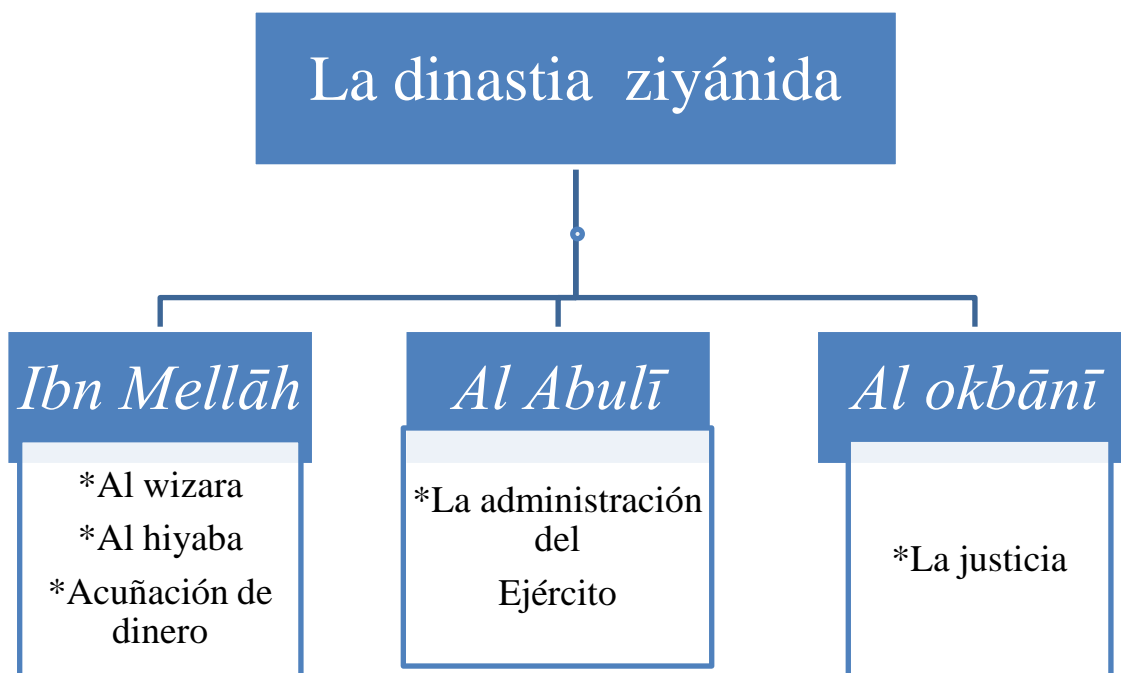 La dinastia ziyánida
Ibn Mellāh
*Al wizara
*Al hiyaba
*Acuñación de
dinero
Al Abulī
*La administración
del
Ejército
Al okbānī
*La justicia